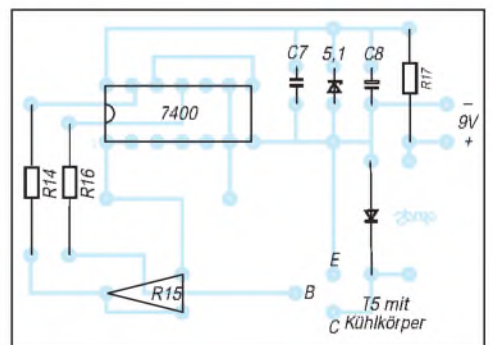 C7 5,1 C8
R17
7400
–
9V
+
R14
R16
E
R15
B
T5 mit
Kühlkörper
C